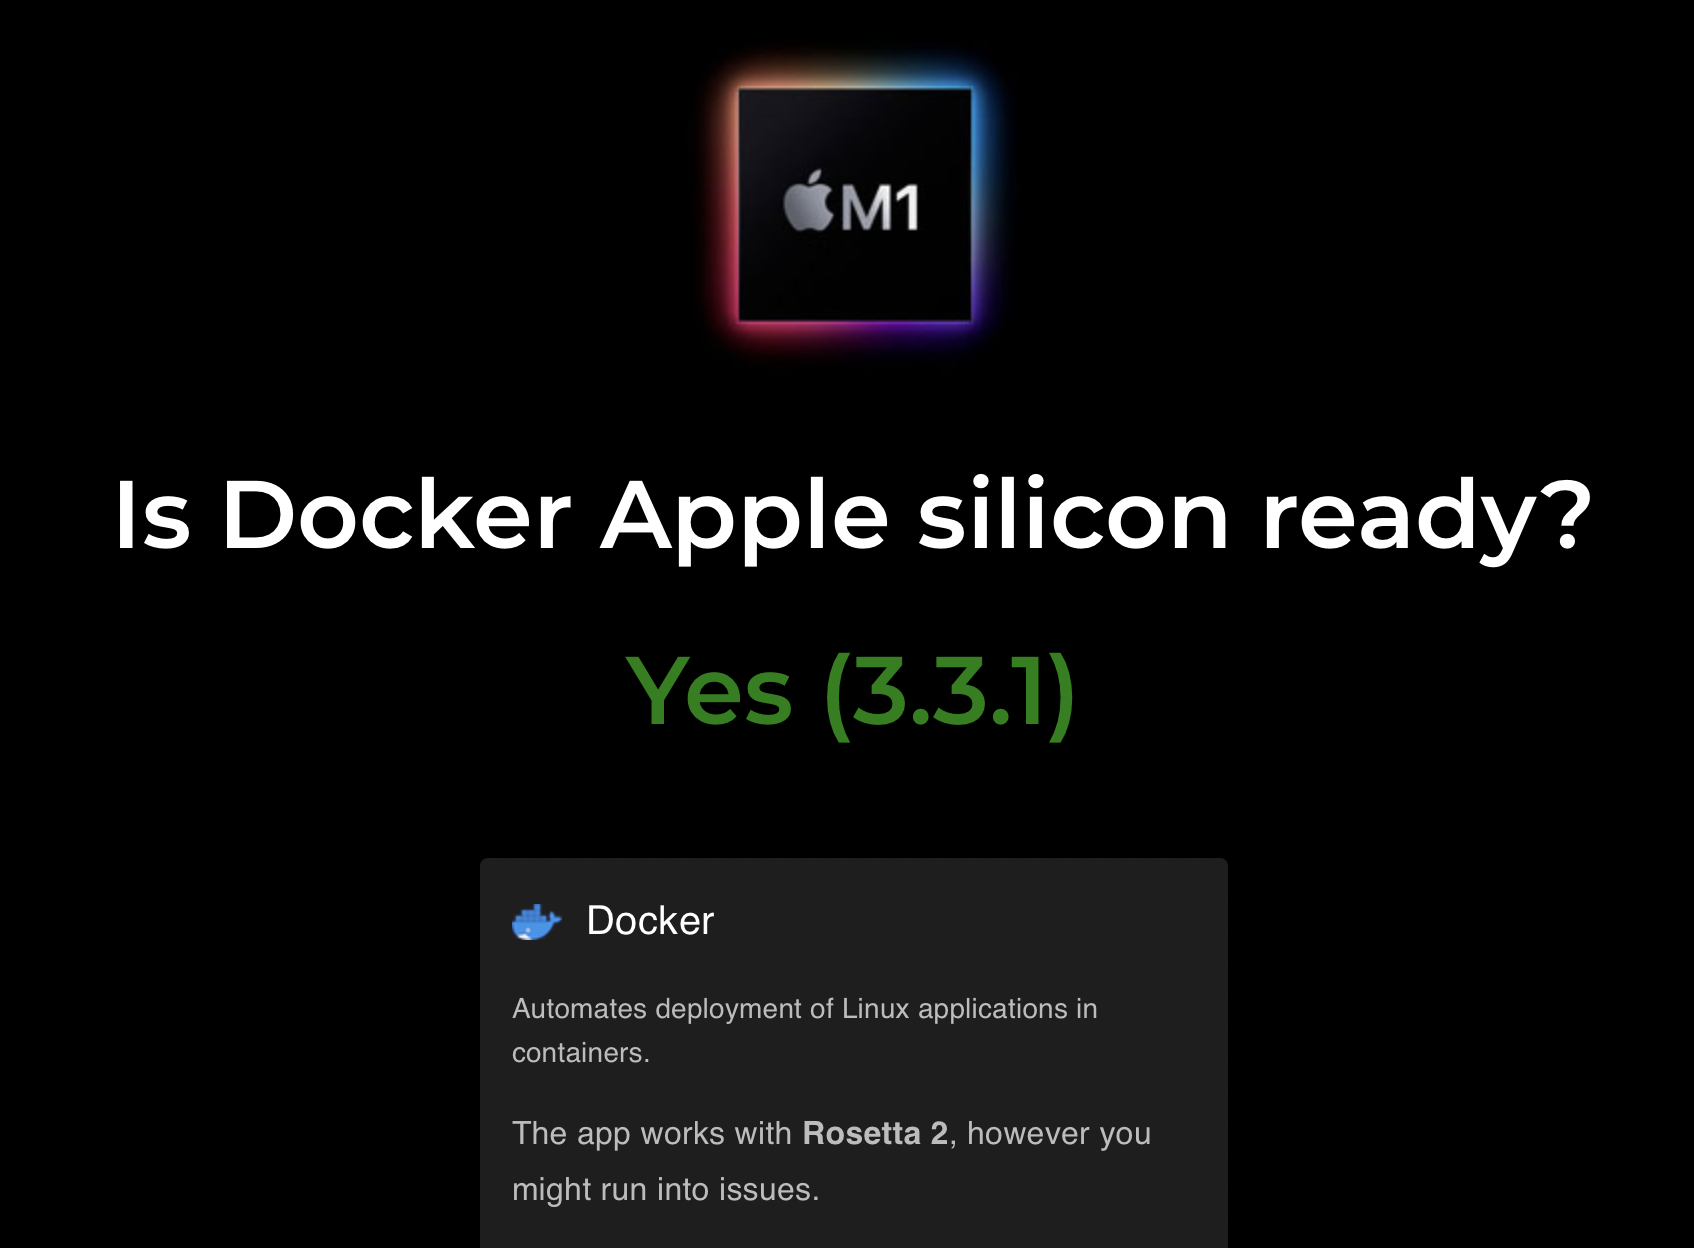 M1
Is Docker Apple silicon ready?
Yes (3.3.1)
Docker
Automates deployment of Linux applications in
containers.
The app works with Rosetta 2, however you
might run into issues.